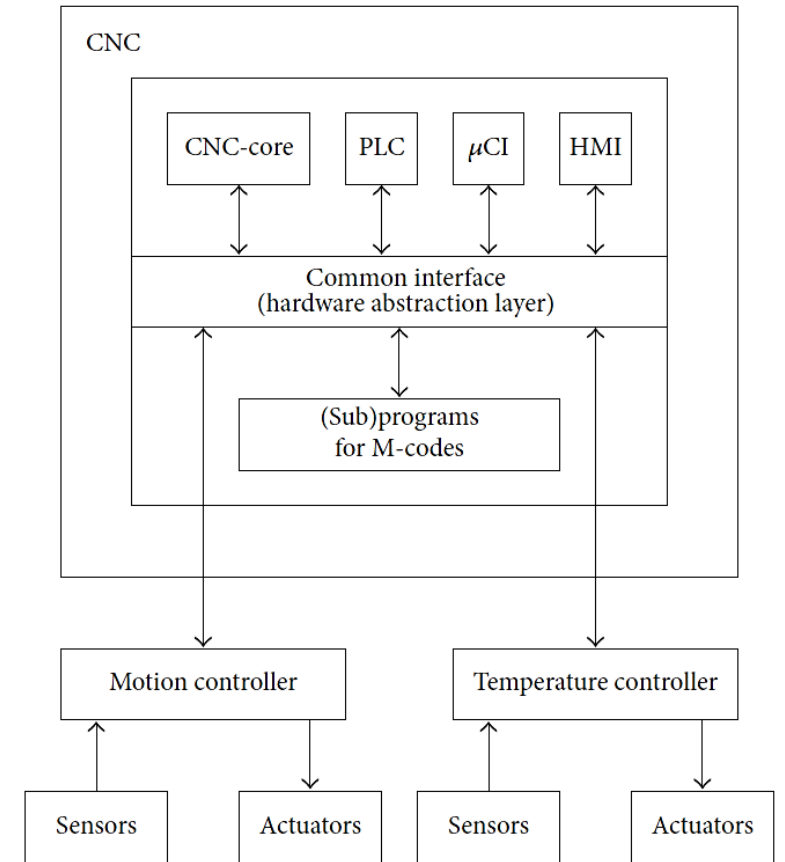 CNC
CNC-core
PLC
μCI
HMI
Common interface
(hardware abstraction layer)
(Sub)programs
for M-codes
Motion controller
Temperature controller
Sensors
Actuators
Sensors
Actuators